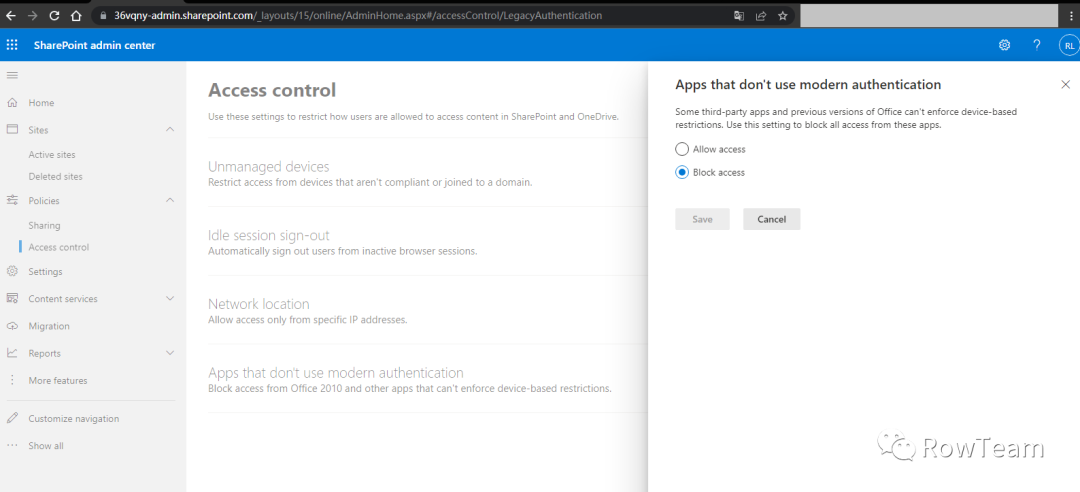 36vqny-admin.sharepoint.com/_layouts/15/online/AdminHome.aspx#/accessControl/LegacyAuthentication
SharePoint admin center
RL
Home
Sites
Active sites
Deleted sites
Policies
Sharing
Access control
Settings
Content services
Migration
Reports
More features
Customize navigation
Show all
Access control
Use these settings to restrict how users are allowed to access content in SharePoint and OneDrive.
Unmanaged devices
Restrict access from devices that aren't compliant or joined to a domain.
Idle session sign-out
Automatically sign out users from inactive browser sessions.
Network location
Allow access only from specific IP addresses.
Apps that don't use modern authentication
Block access from Office 2010 and other apps that can't enforce device-based restrictions.
Apps that don't use modern authentication
Some third-party apps and previous versions of Office can't enforce device-based
restrictions. Use this setting to block all access from these apps.
Allow access
Block access
Save Cancel
RowTeam